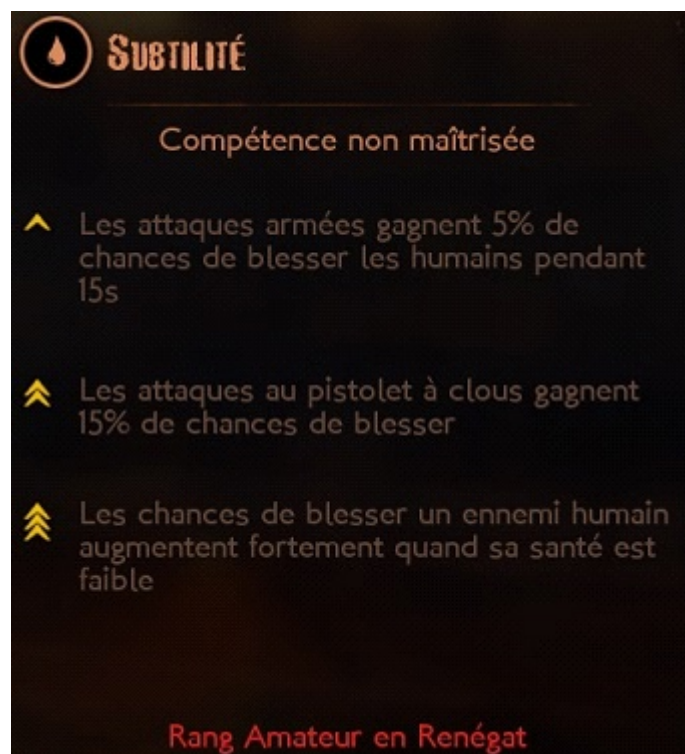 SUBTILITÉ
Compétence non maîtrisée
Les attaques armées gagnent 5% de
chances de blesser les humains pendant
15s
Les attaques au pistolet à clous gagnent
15% de chances de blesser
Les chances de blesser un ennemi humain
augmentent fortement quand sa santé est
faible
Rang Amateur en Renégat